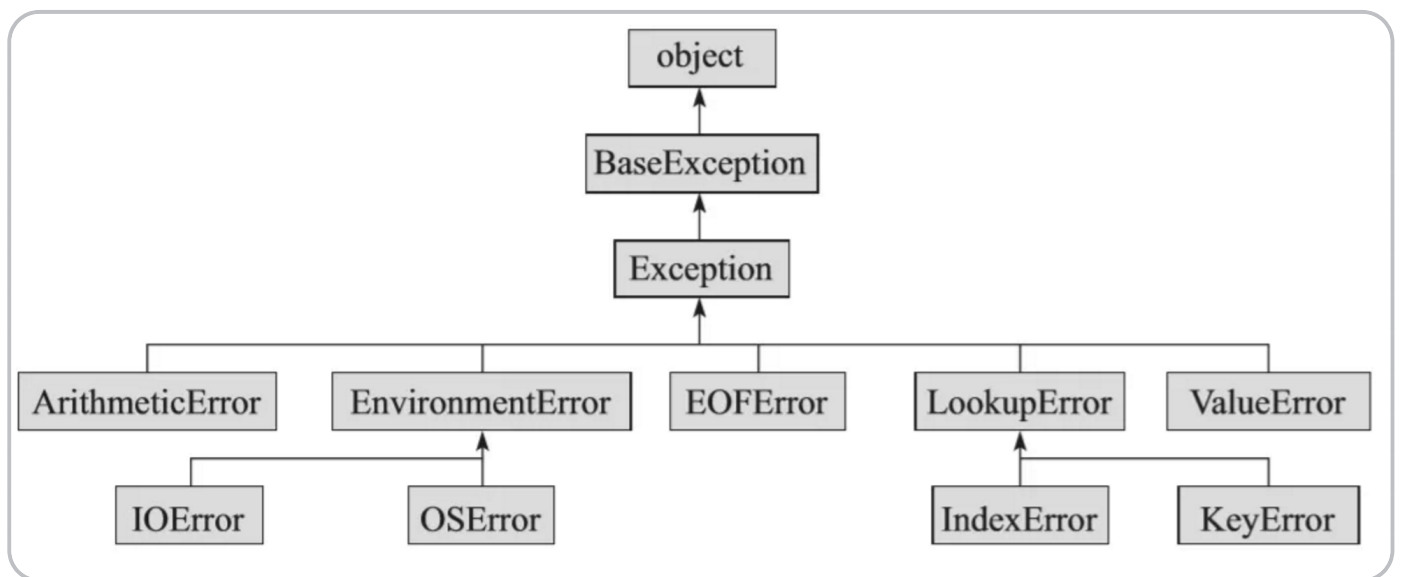 object
BaseException
Exception
ArithmeticError
EnvironmentError
EOFError
LookupError
ValueError
IOError
OSError
IndexError
KeyError